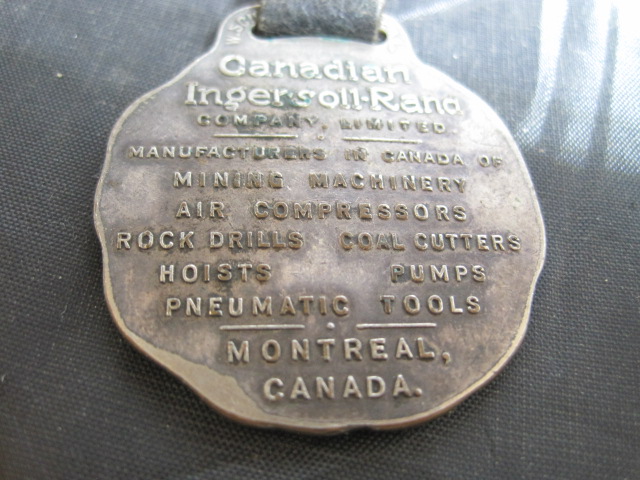 Canadian
Ingersoll-Rand
COMPANY, LIMITED.
MANUFACTURERS IN CANADA OF
MINING MACHINERY
AIR COMPRESSORS
ROCK DRILLS COAL CUTTERS
HOISTS PUMPS
PNEUMATIC TOOLS
MONTREAL,
CANADA.